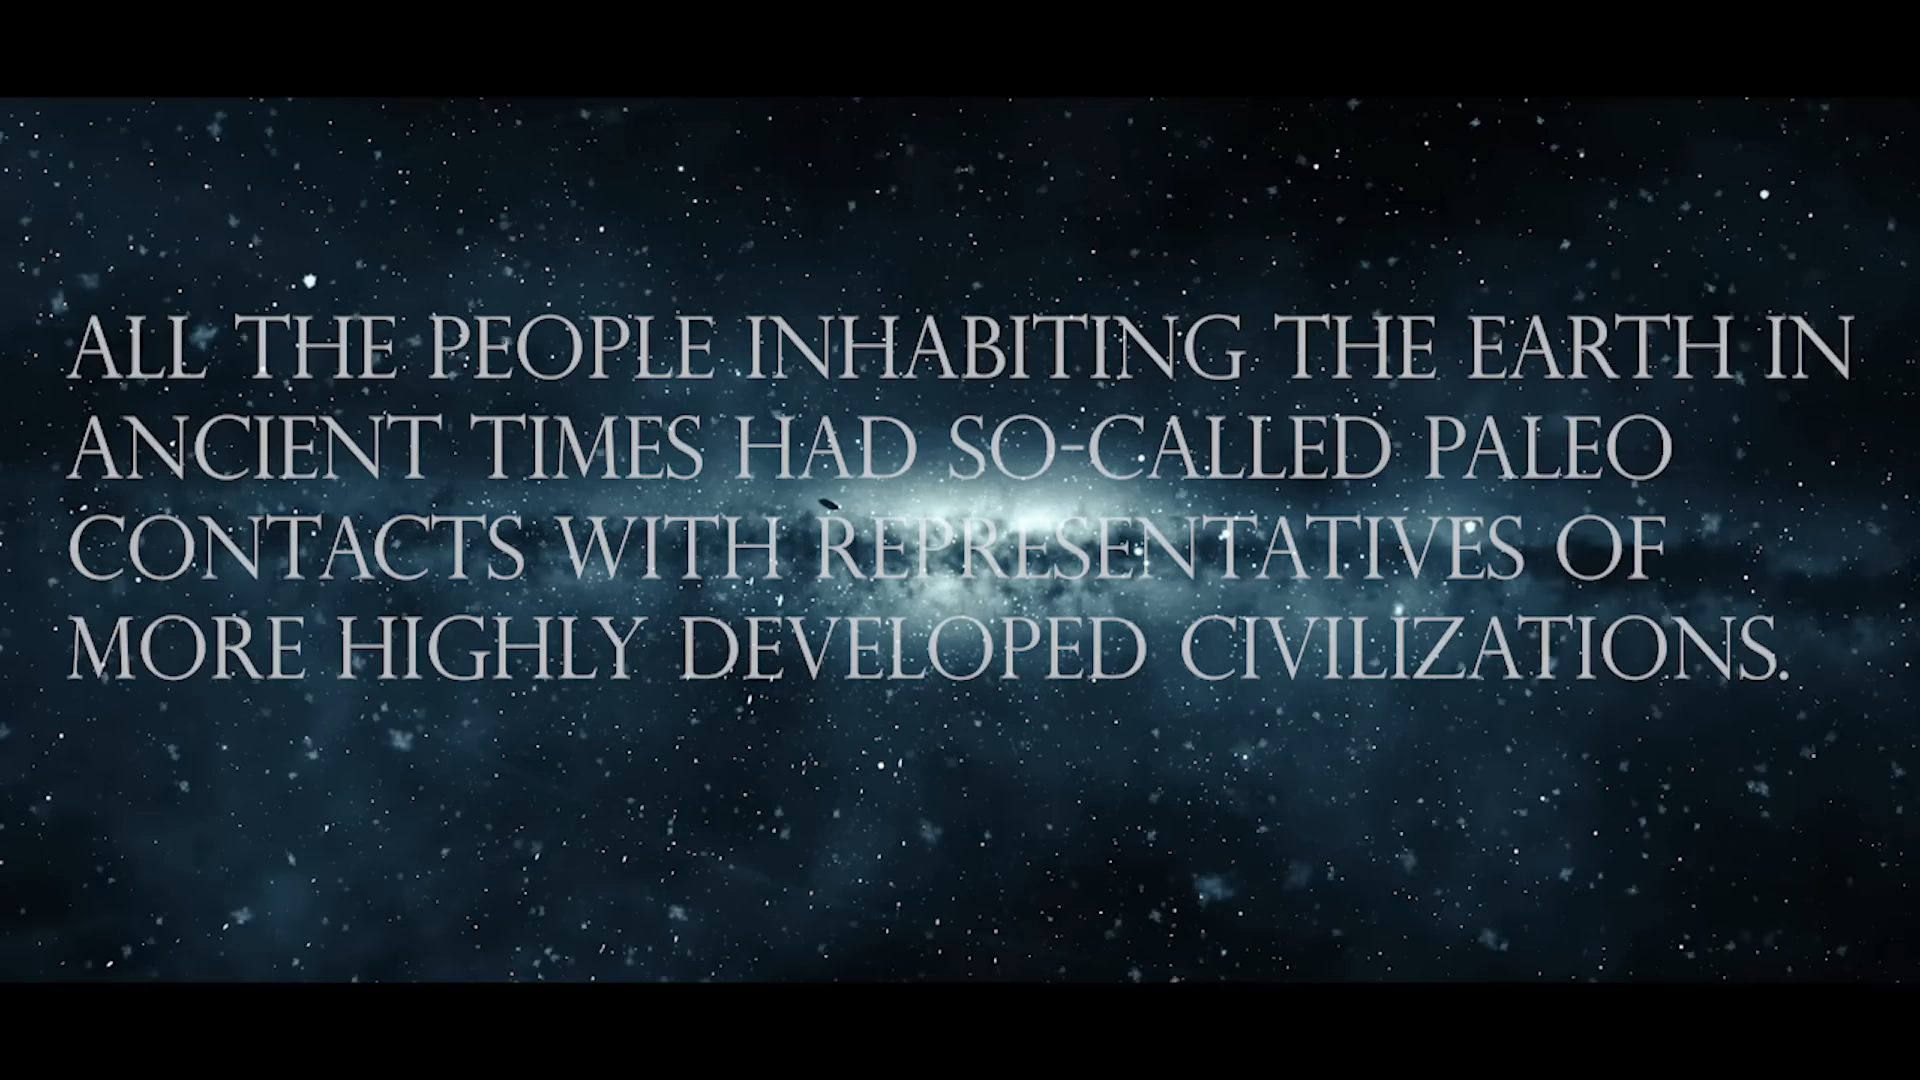 ALL THE PEOPLE INHABITING THE EARTH IN
ANCIENT TIMES HAD SO-CALLED PALEO
CONTACTS WITH REPRESENTATIVES OF
MORE HIGHLY DEVELOPED CIVILIZATIONS.